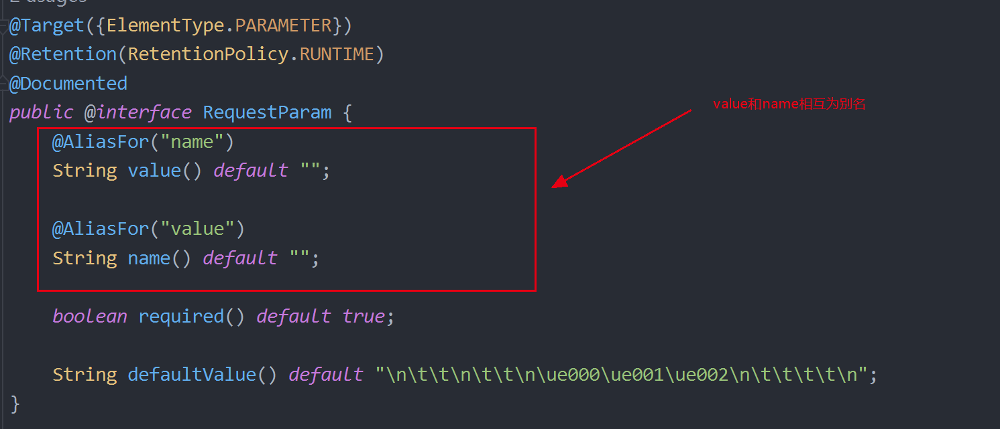 2 usages
@Target({ElementType.PARAMETER})
@Retention(RetentionPolicy.RUNTIME)
@Documented
public @interface RequestParam {
@AliasFor("name")
String value() default "";
@AliasFor("value")
String name() default "";
boolean required() default true;
String defaultValue() default "\n\t\t\n\t\t\n\ue000\ue001\ue002\n\t\t\t\t\n";
}
value和name相互为别名